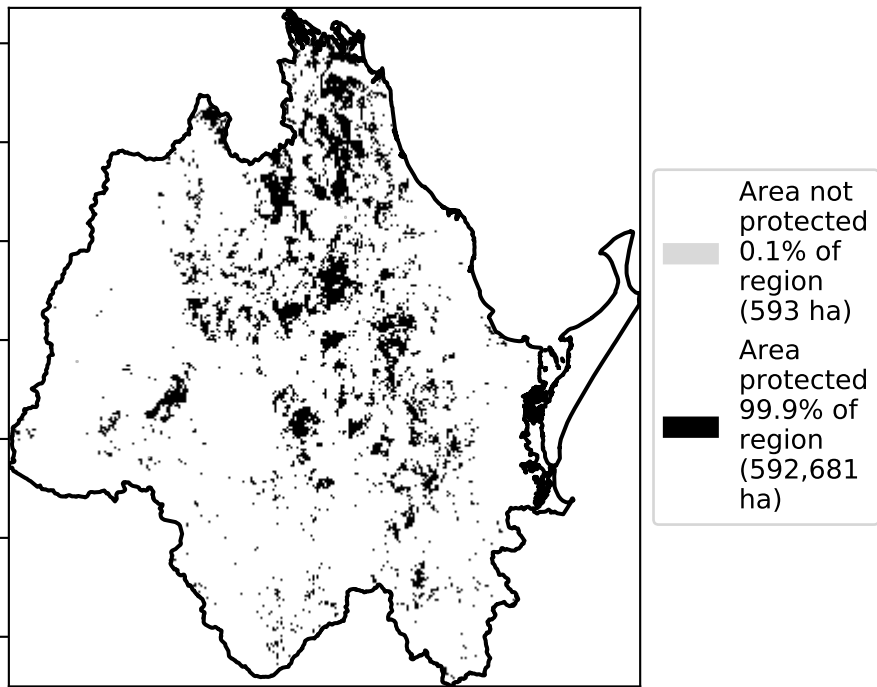 Area not
protected
0.1% of
region
(593 ha)
Area
protected
99.9% of
region
(592,681
ha)